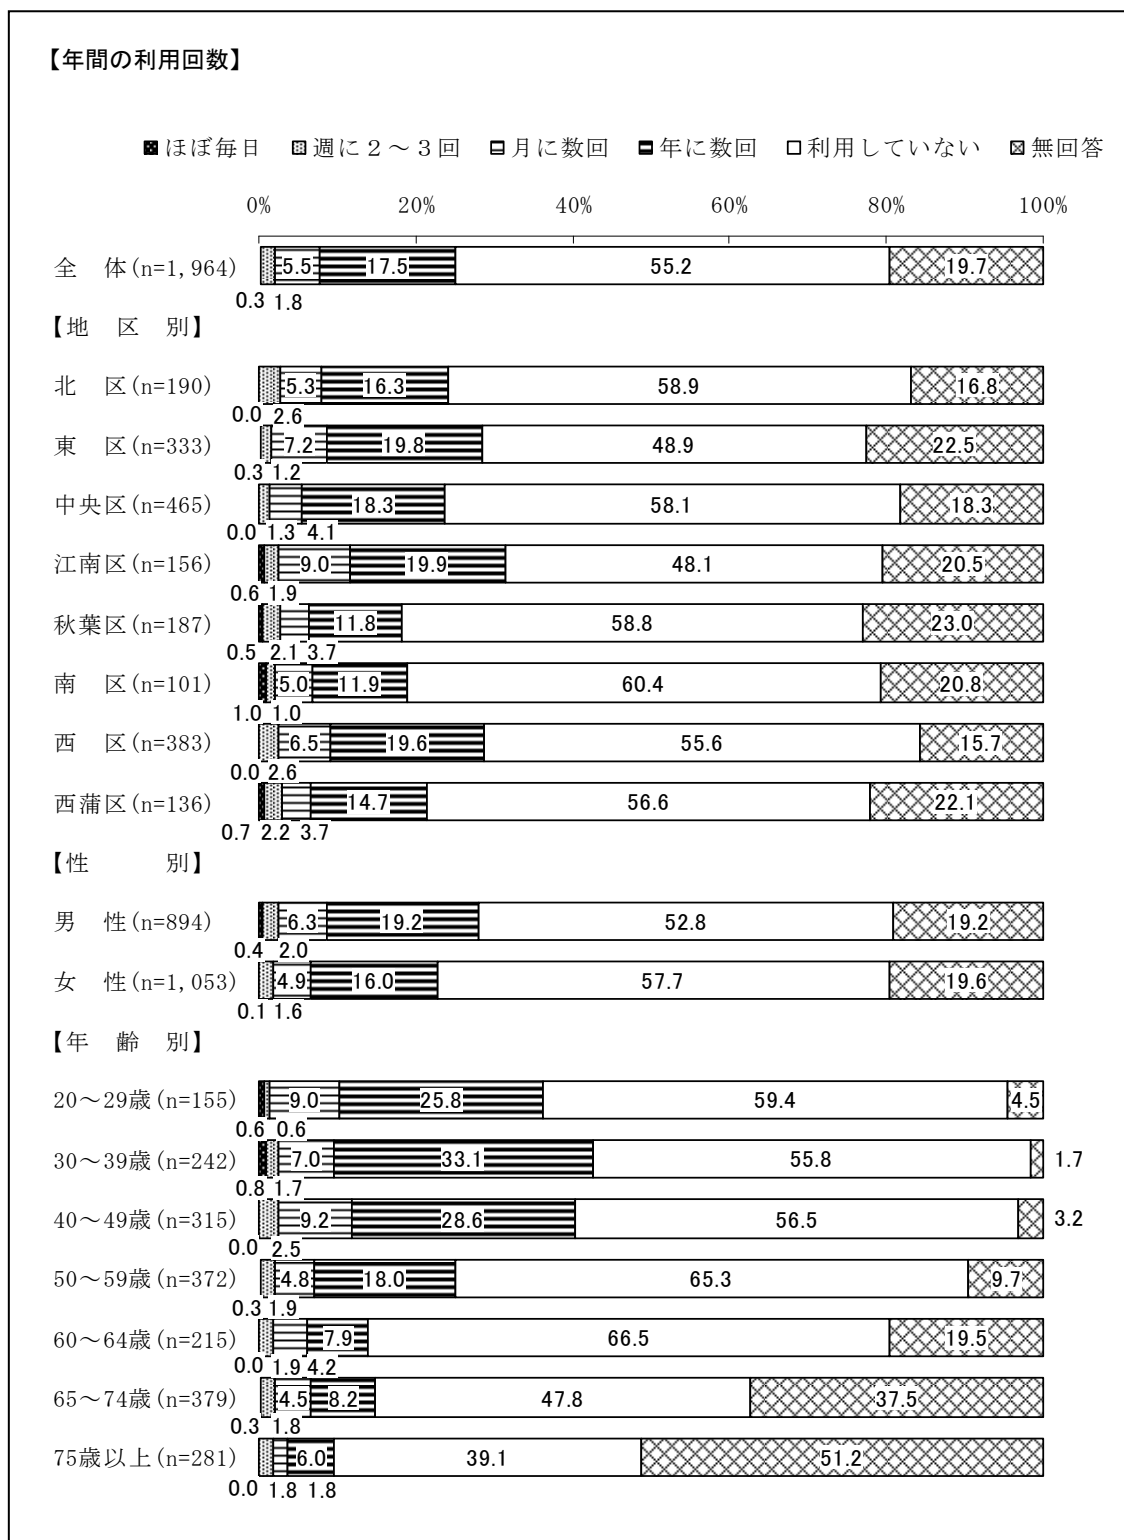 【年間の利用回数】
ほぼ毎日 週に２～３回 月に数回 年に数回 利用していない 無回答
0% 20% 40% 60% 80% 100%
全　体(n=1,964) 5.5 17.5 55.2 19.7
0.3 1.8
【地　区　別】
北　区(n=190) 5.3 16.3 58.9 16.8
0.0 2.6
東　区(n=333) 7.2 19.8 48.9 22.5
0.3 1.2
中央区(n=465) 18.3 58.1 18.3
0.0 1.3 4.1
江南区(n=156) 9.0 19.9 48.1 20.5
0.6 1.9
秋葉区(n=187) 11.8 58.8 23.0
0.5 2.1 3.7
南　区(n=101) 5.0 11.9 60.4 20.8
1.0 1.0
西　区(n=383) 6.5 19.6 55.6 15.7
0.0 2.6
西蒲区(n=136) 14.7 56.6 22.1
0.7 2.2 3.7
【性　　　別】
男　性(n=894) 6.3 19.2 52.8 19.2
0.4 2.0
女　性(n=1,053) 4.9 16.0 57.7 19.6
0.1 1.6
【年　齢　別】
20～29歳(n=155) 9.0 25.8 59.4 4.5
0.6 0.6
30～39歳(n=242) 7.0 33.1 55.8 1.7
0.8 1.7
40～49歳(n=315) 9.2 28.6 56.5 3.2
0.0 2.5
50～59歳(n=372) 4.8 18.0 65.3 9.7
0.3 1.9
60～64歳(n=215) 7.9 66.5 19.5
0.0 1.9 4.2
65～74歳(n=379) 4.5 8.2 47.8 37.5
0.3 1.8
75歳以上(n=281) 6.0 39.1 51.2
0.0 1.8 1.8